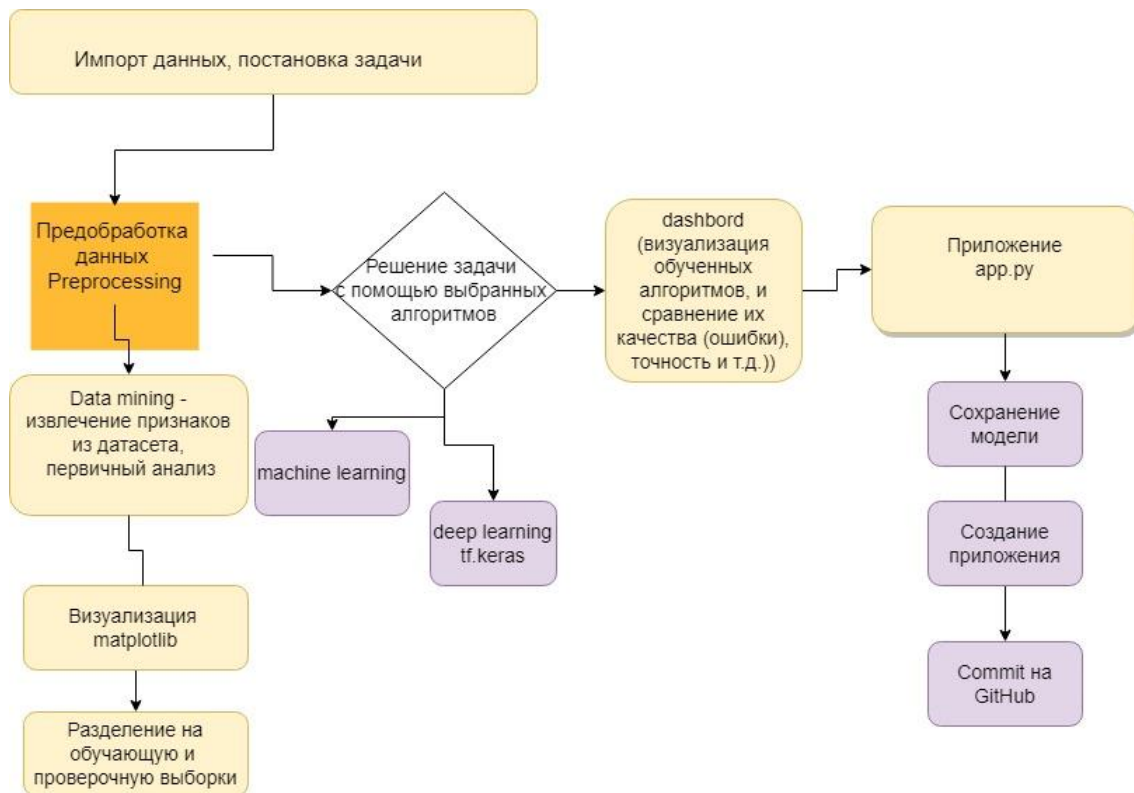 Импорт данных, постановка задачи
Предобработка
данных
Preprocessing
Решение задачи
с помощью выбранных
алгоритмов
dashbord
(визуализация
обученных
алгоритмов, и
сравнение их
качества (ошибки),
точность и т.д.))
Приложение
app.py
Data mining -
извлечение признаков
из датасета,
первичный анализ
machine learning
deep learning
tf.keras
Сохранение
модели
Создание
приложения
Commit на
GitHub
Визуализация
matplotlib
Разделение на
обучающую и
проверочную выборки